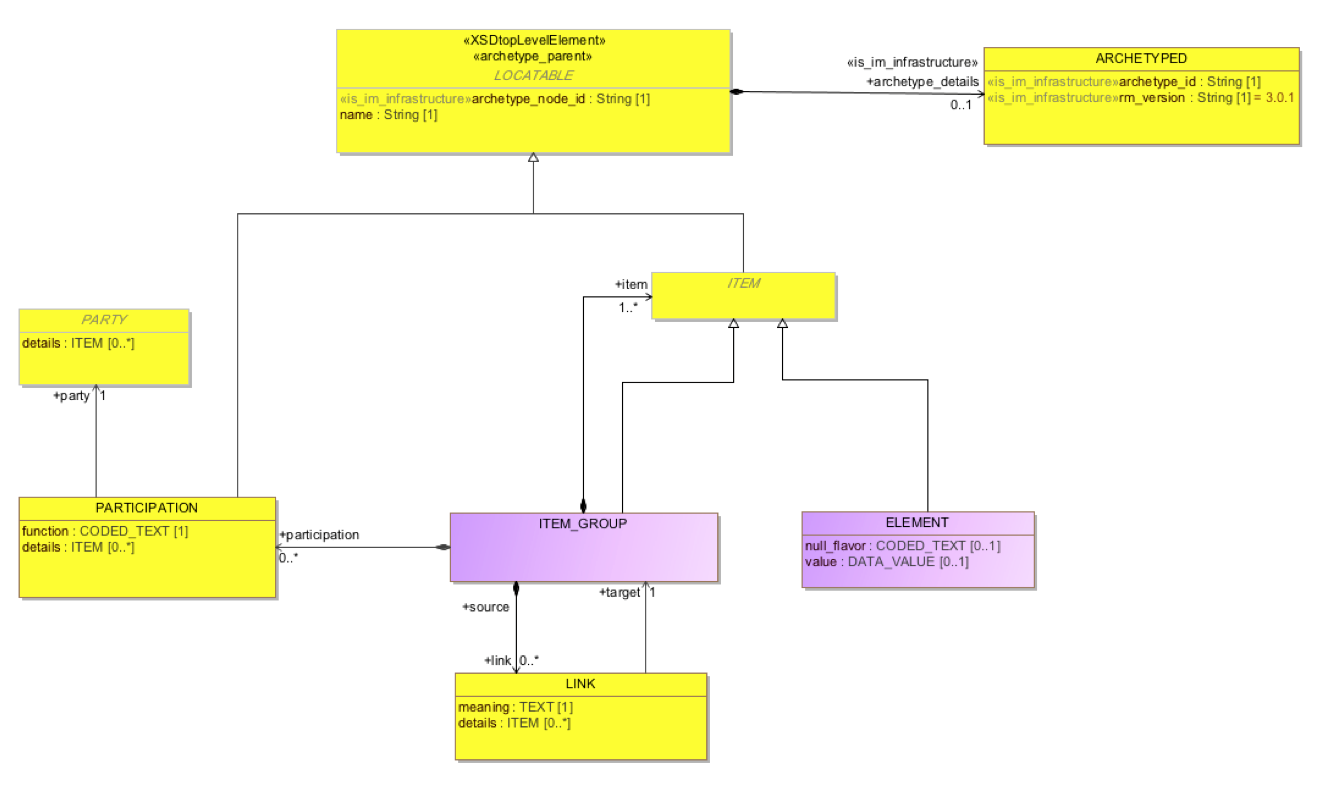 «XSDtopLevelElement»
«archetype_parent»
LOCATABLE
«is_im_infrastructure»archetype_node_id : String [1]
name : String [1]
«is_im_infrastructure»
+archetype_details
0..1
ARCHETYPED
«is_im_infrastructure»archetype_id : String [1]
«is_im_infrastructure»rm_version : String [1] = 3.0.1
+item
1..*
ITEM
PARTY
details : ITEM [0..*]
+party 1
PARTICIPATION
function : CODED_TEXT [1]
details : ITEM [0..*]
+participation
0..*
ITEM_GROUP
ELEMENT
null_flavor : CODED_TEXT [0..1]
value : DATA_VALUE [0..1]
+source
+target 1
+link 0..*
LINK
meaning : TEXT [1]
details : ITEM [0..*]